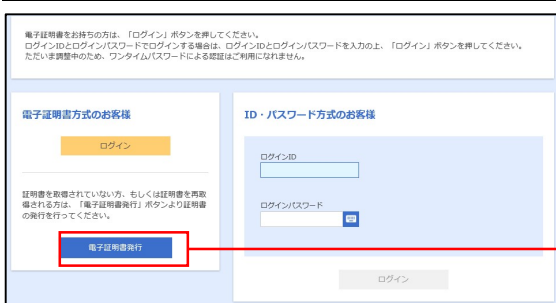 電子証明書をお持ちの方は、「ログイン」ボタンを押してください。
ログインIDとログインパスワードでログインする場合は、ログインIDとログインパスワードを入力の上、「ログイン」ボタンを押してください。
ただいま調整中のため、ワンタイムパスワードによる認証はご利用になれません。
電子証明書方式のお客様
ログイン
証明書を取得されていない方、もしくは証明書を再取
得される方は、「電子証明書発行」ボタンより証明書
の発行を行ってください。
電子証明書発行
ID・パスワード方式のお客様
ログインID
ログインパスワード
ログイン